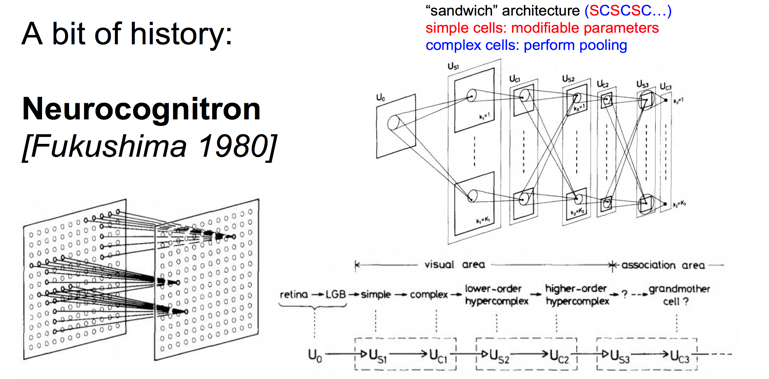 A bit of history:
Neurocognitron
[Fukushima 1980]
“sandwich” architecture (SCSCSC…)
simple cells: modifiable parameters
complex cells: perform pooling
U0
US1
UC1
US2
UC2
US3
UC3
visual area
association area
retina → LGB → simple → complex → lower-order hypercomplex → higher-order hypercomplex → ? --→ grandmother cell ?
U0 → US1 → UC1 → US2 → UC2 → US3 → UC3